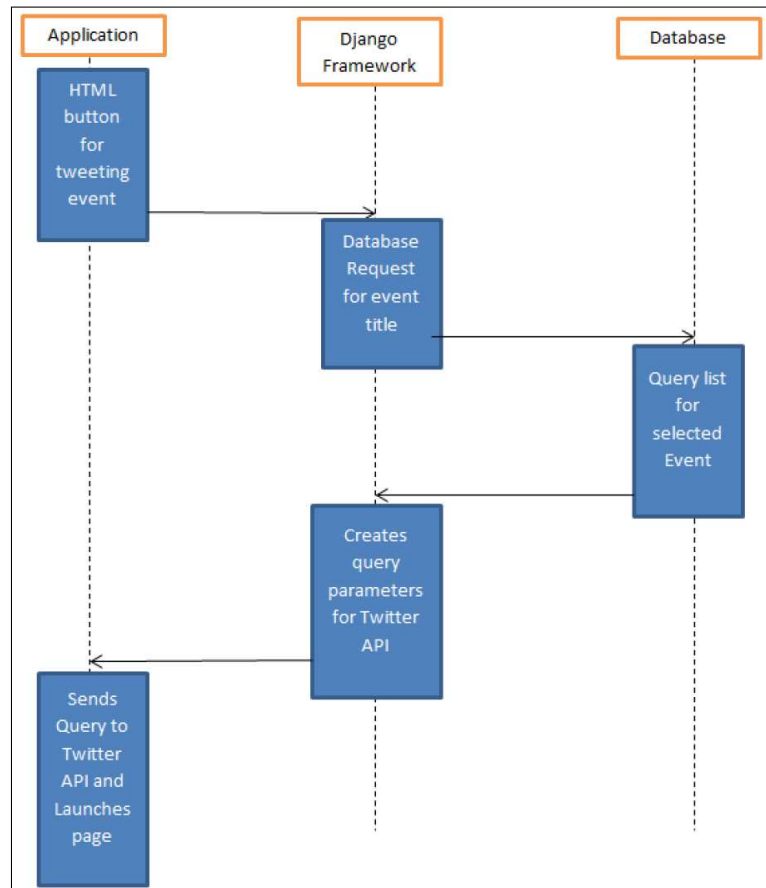 Application
Django
Framework
Database
HTML
button
for
tweeting
event
Database
Request
for event
title
Query list
for
selected
Event
Creates
query
parameters
for Twitter
API
Sends
Query to
Twitter
API and
Launches
page